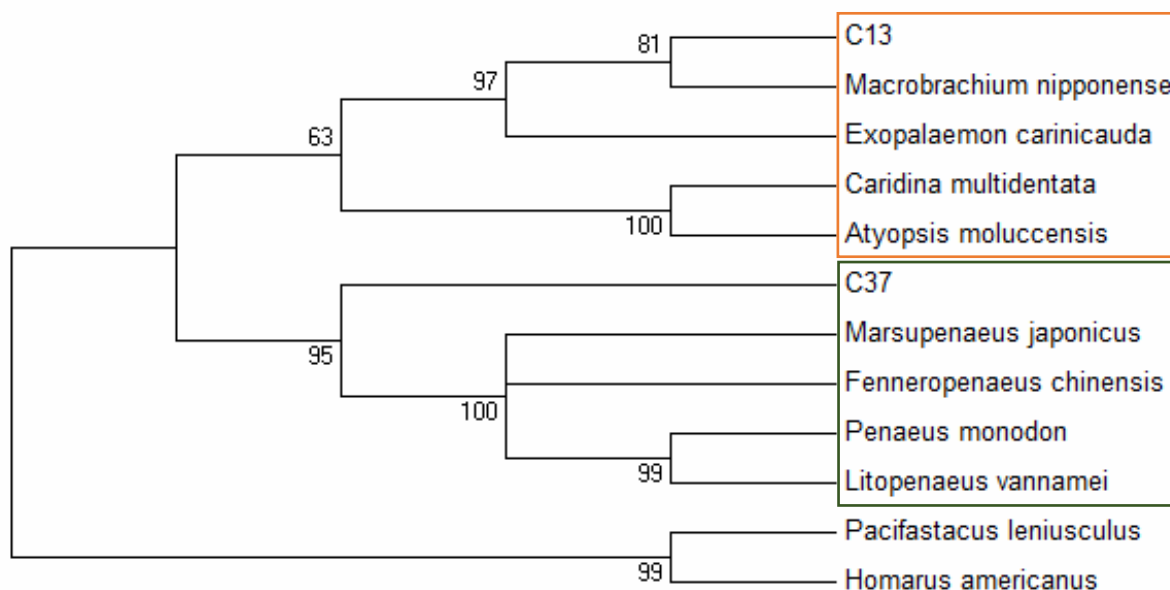 C13
81
Macrobrachium nipponense
97
Exopalaemon carinicauda
63
Caridina multidentata
100
Atyopsis moluccensis
C37
Marsupenaeus japonicus
95
Fenneropenaeus chinensis
100
Penaeus monodon
99
Litopenaeus vannamei
Pacifastacus leniusculus
99
Homarus americanus